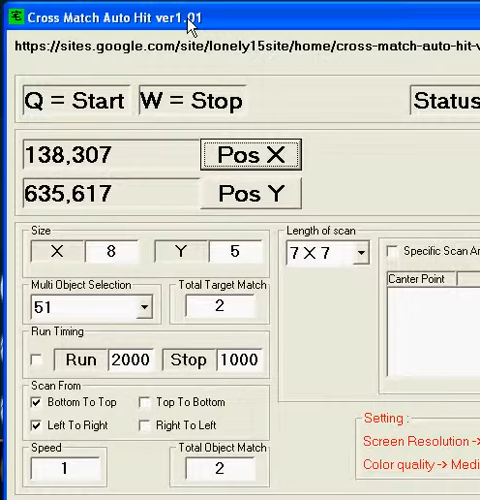 Cross Match Auto Hit ver1.01
https://sites.google.com/site/lonely15site/home/cross-match-auto-hit-v
Q = Start W = Stop Status
138,307 Pos X
635,617 Pos Y
Size
X 8 Y 5
Length of scan
7 X 7
Specific Scan Ar
Canter Point
Multi Object Selection
51
Total Target Match
2
Run Timing
Run 2000 Stop 1000
Scan From
Bottom To Top Top To Bottom
Left To Right Right To Left
Speed
1
Total Object Match
2
Setting :
Screen Resolution ->
Color quality -> Medi